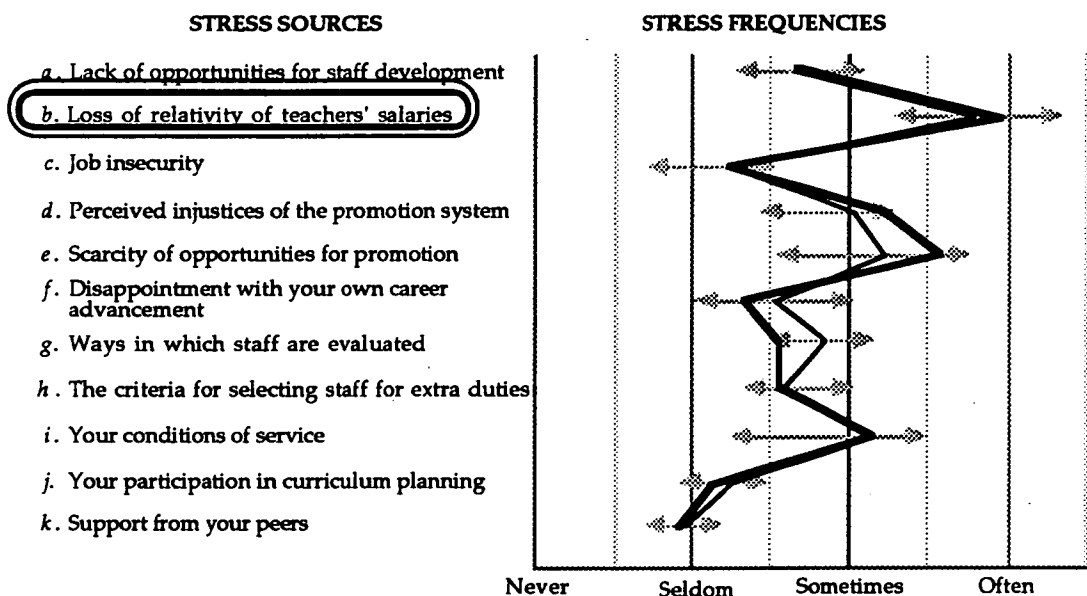 STRESS SOURCES
STRESS FREQUENCIES
a. Lack of opportunities for staff development
b. Loss of relativity of teachers' salaries
c. Job insecurity
d. Perceived injustices of the promotion system
e. Scarcity of opportunities for promotion
f. Disappointment with your own career
advancement
g. Ways in which staff are evaluated
h. The criteria for selecting staff for extra duties
i. Your conditions of service
j. Your participation in curriculum planning
k. Support from your peers
Never Seldom Sometimes Often